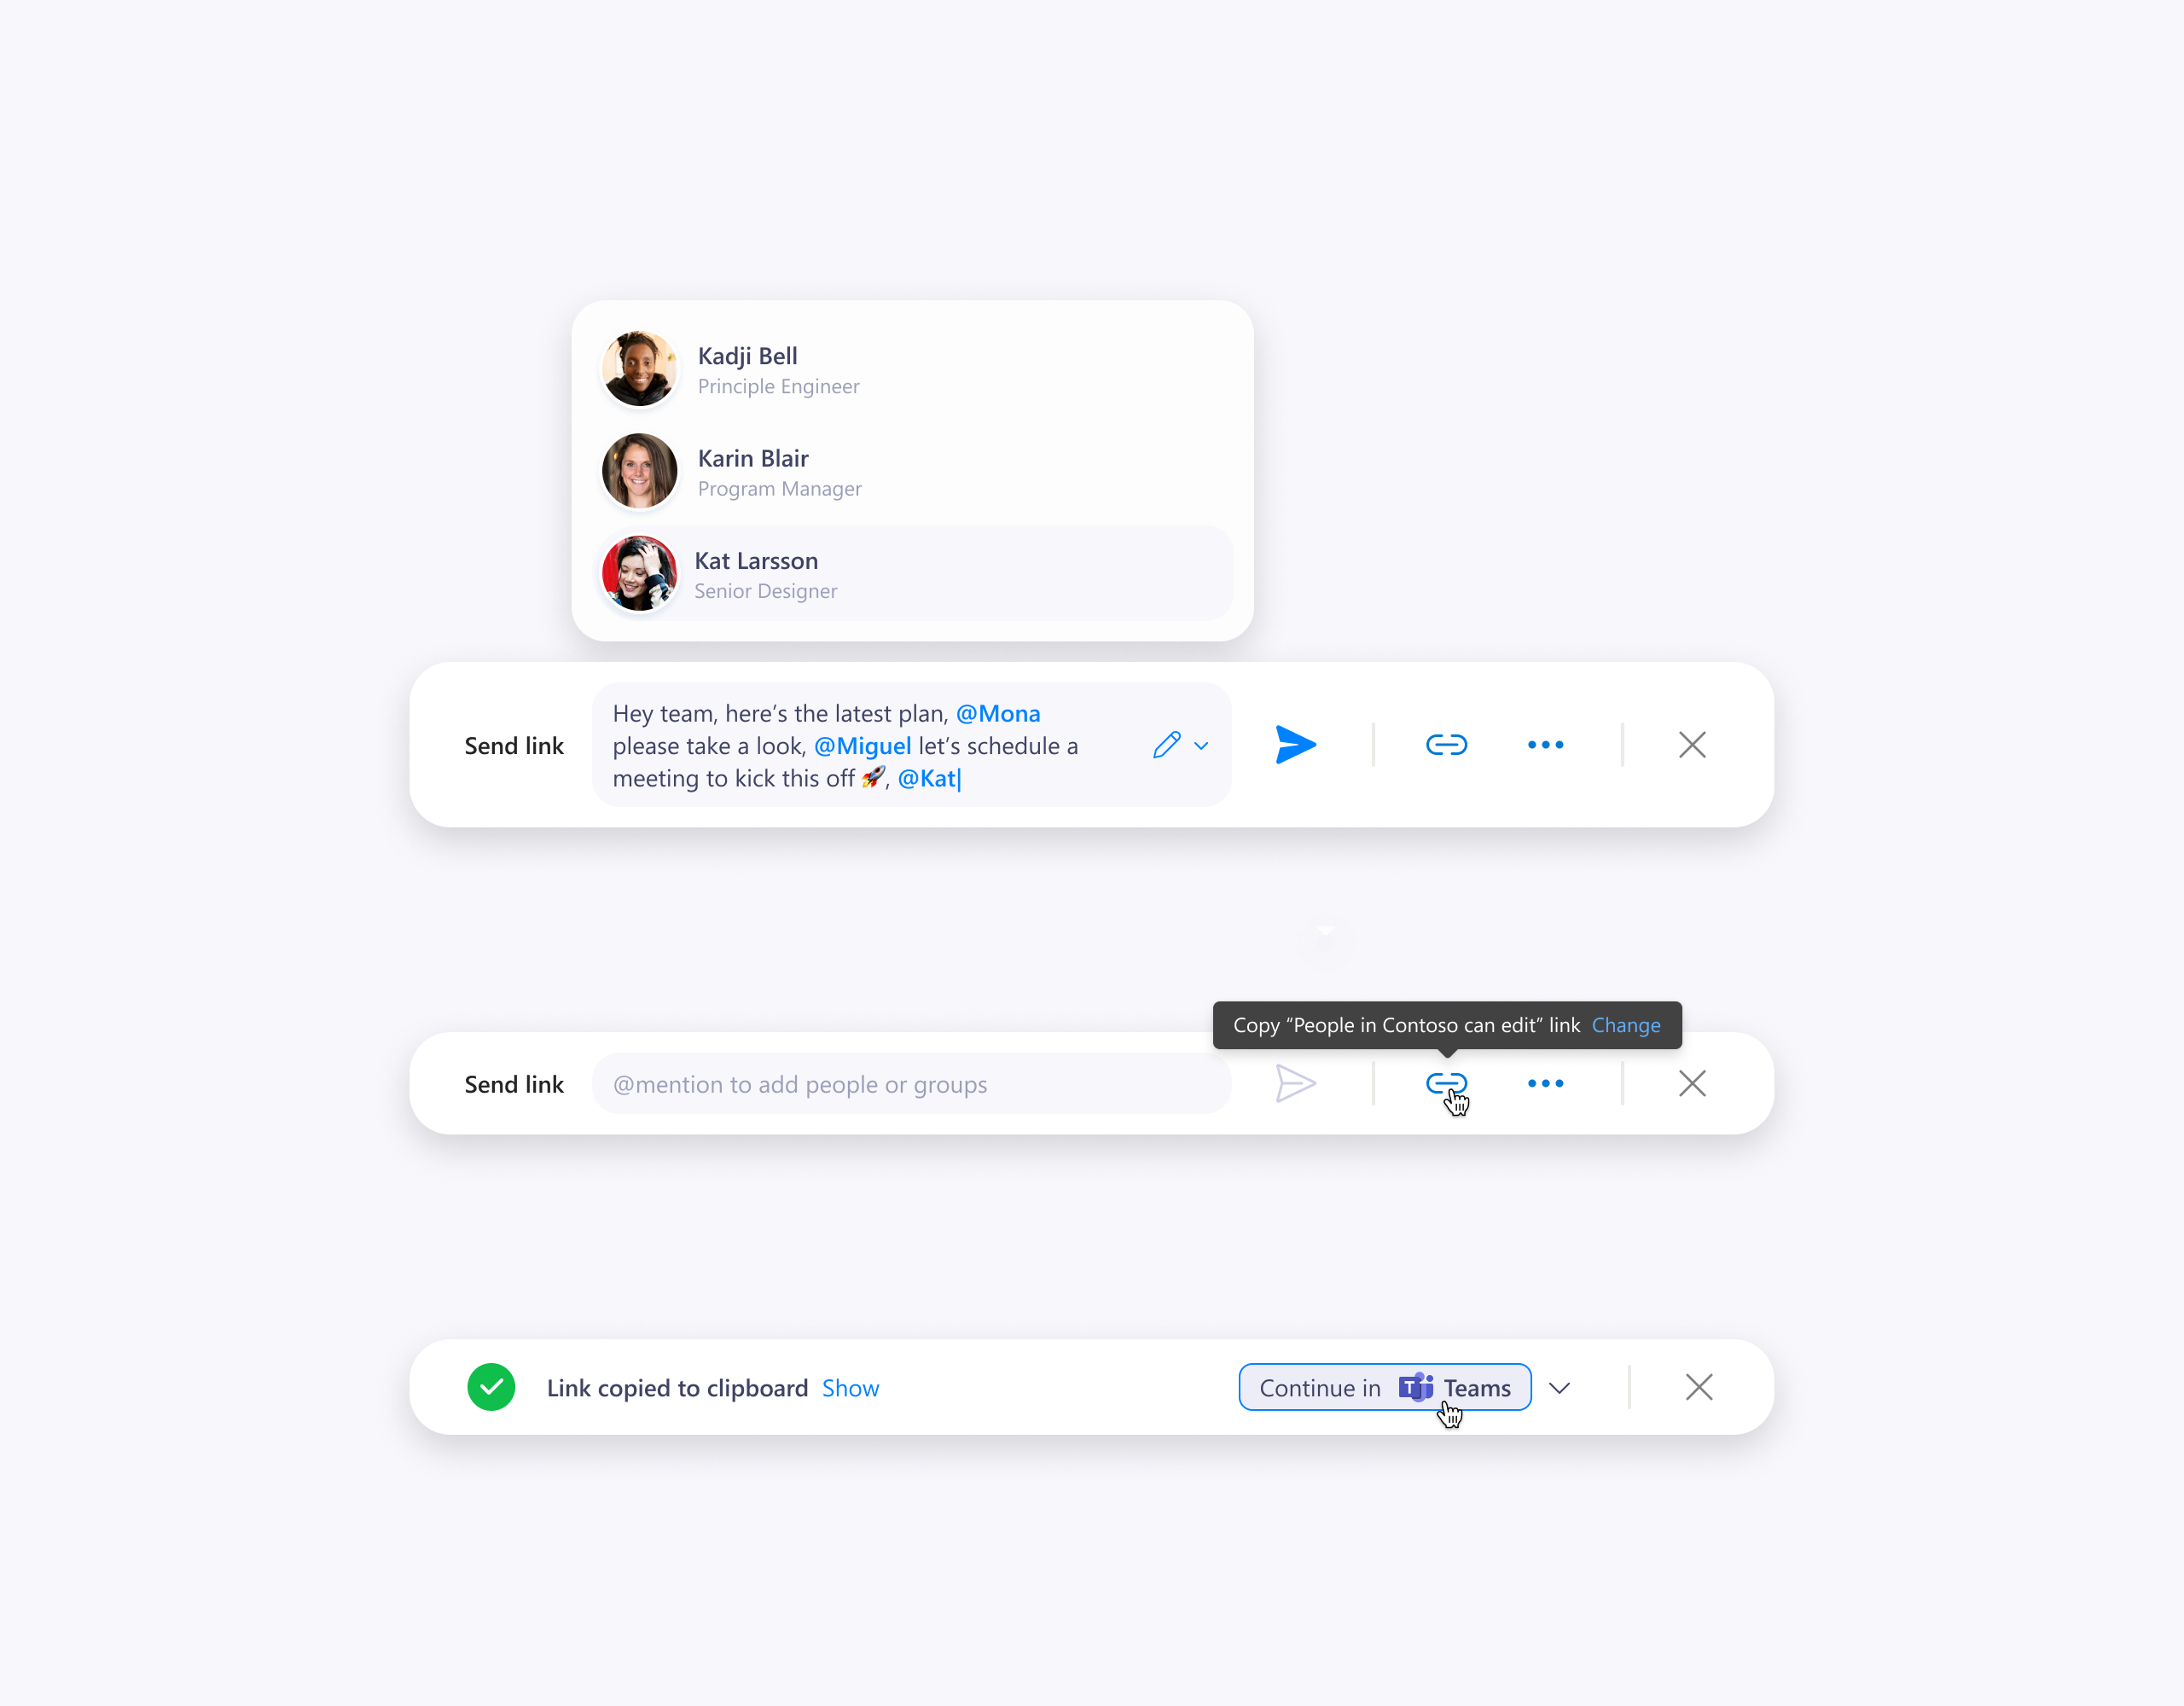 Kadji Bell
Principle Engineer
Karin Blair
Program Manager
Kat Larsson
Senior Designer
Send link
Hey team, here’s the latest plan, @Mona
please take a look, @Miguel let’s schedule a
meeting to kick this off 🚀, @Kat
Copy “People in Contoso can edit” link Change
Send link
@mention to add people or groups
Link copied to clipboard Show
Continue in T Teams